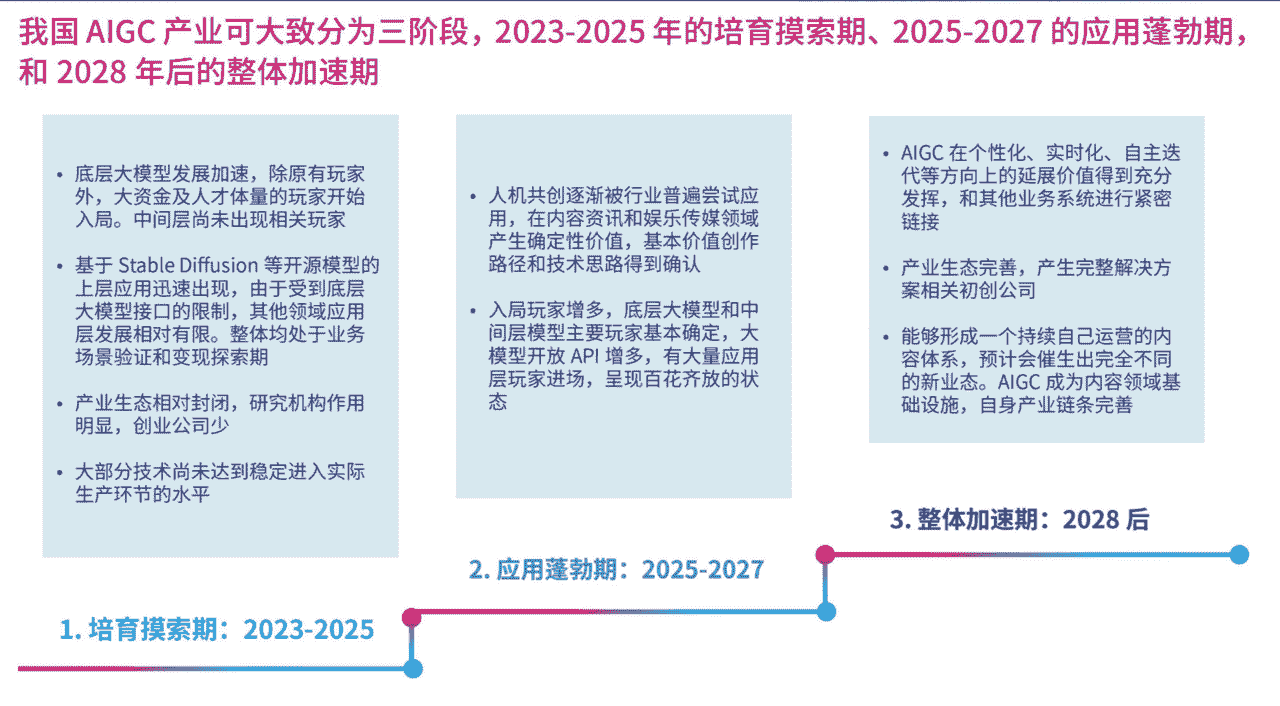 我国 AIGC 产业可大致分为三阶段，2023-2025 年的培育摸索期、2025-2027 的应用蓬勃期，
和 2028 年后的整体加速期
• 底层大模型发展加速，除原有玩家
外，大资金及人才体量的玩家开始
入局。中间层尚未出现相关玩家
• 基于 Stable Diffusion 等开源模型的
上层应用迅速出现，由于受到底层
大模型接口的限制，其他领域应用
层发展相对有限。整体均处于业务
场景验证和变现探索期
• 产业生态相对封闭，研究机构作用
明显，创业公司少
• 大部分技术尚未达到稳定进入实际
生产环节的水平
1. 培育摸索期：2023-2025
• 人机共创逐渐被行业普遍尝试应
用，在内容资讯和娱乐传媒领域
产生确定性价值，基本价值创作
路径和技术思路得到确认
• 入局玩家增多，底层大模型和中
间层模型主要玩家基本确定，大
模型开放 API 增多，有大量应用
层玩家进场，呈现百花齐放的状
态
2. 应用蓬勃期：2025-2027
• AIGC 在个性化、实时化、自主迭
代等方向上的延展价值得到充分
发挥，和其他业务系统进行紧密
链接
• 产业生态完善，产生完整解决方
案相关初创公司
• 能够形成一个持续自己运营的内
容体系，预计会催生出完全不同
的新业态。AIGC 成为内容领域基
础设施，自身产业链条完善
3. 整体加速期：2028 后